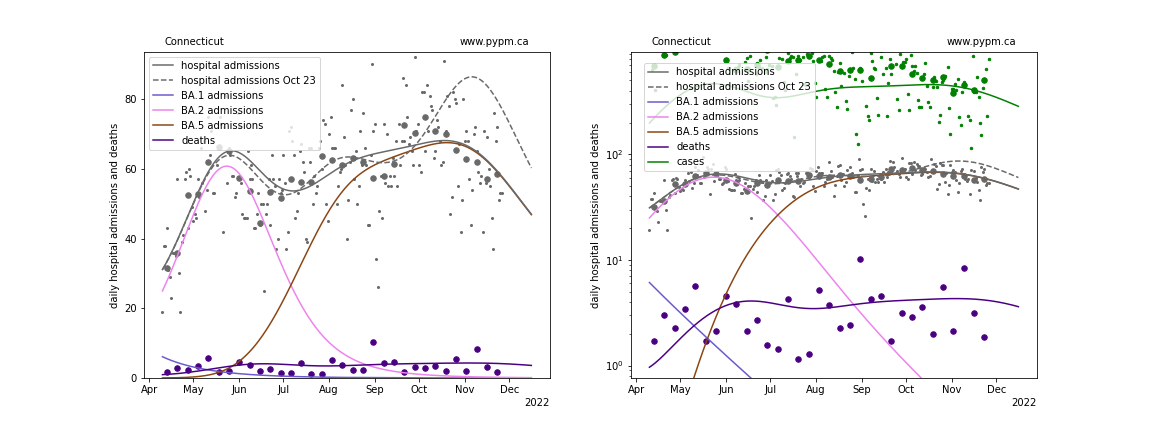 Connecticut www.pypm.ca
daily hospital admissions and deaths
80
60
40
20
0
hospital admissions
hospital admissions Oct 23
BA.1 admissions
BA.2 admissions
BA.5 admissions
deaths
Apr May Jun Jul Aug Sep Oct Nov Dec
2022
Connecticut www.pypm.ca
daily hospital admissions and deaths
10²
10¹
10⁰
hospital admissions
hospital admissions Oct 23
BA.1 admissions
BA.2 admissions
BA.5 admissions
deaths
cases
Apr May Jun Jul Aug Sep Oct Nov Dec
2022